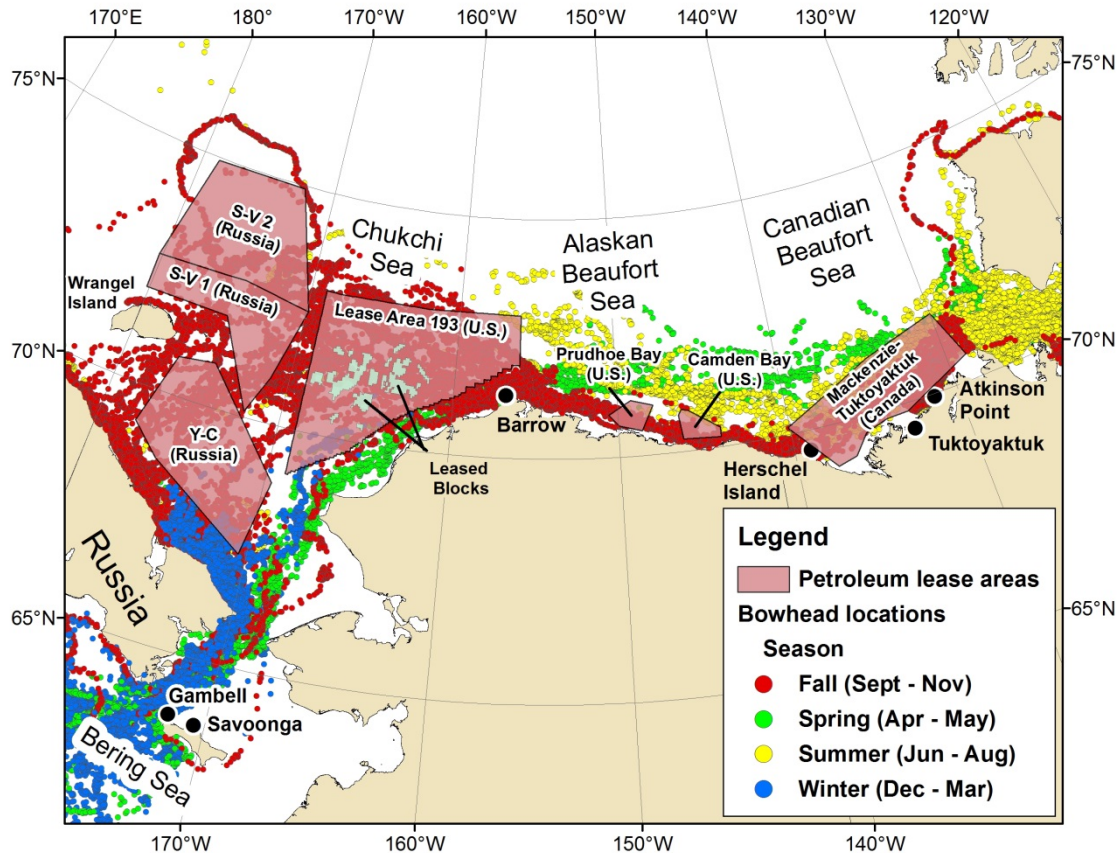 170°E 180° 170°W 160°W 150°W 140°W 130°W 120°W
75°N
75°N
S-V 2
(Russia)
Chukchi
Sea
Alaskan
Beaufort
Sea
Canadian
Beaufort
Sea
Wrangel
Island
S-V 1 (Russia)
Lease Area 193 (U.S.)
70°N
70°N
Prudhoe Bay
(U.S.)
Camden Bay
(U.S.)
Mackenzie-
Tuktoyaktuk
(Canada)
Atkinson
Point
Barrow
Tuktoyaktuk
Y-C
(Russia)
Leased
Blocks
Herschel
Island
Russia
65°N
65°N
Gambell
Savoonga
Bering Sea
Legend
Petroleum lease areas
Bowhead locations
Season
Fall (Sept - Nov)
Spring (Apr - May)
Summer (Jun - Aug)
Winter (Dec - Mar)
170°W 160°W 150°W 140°W